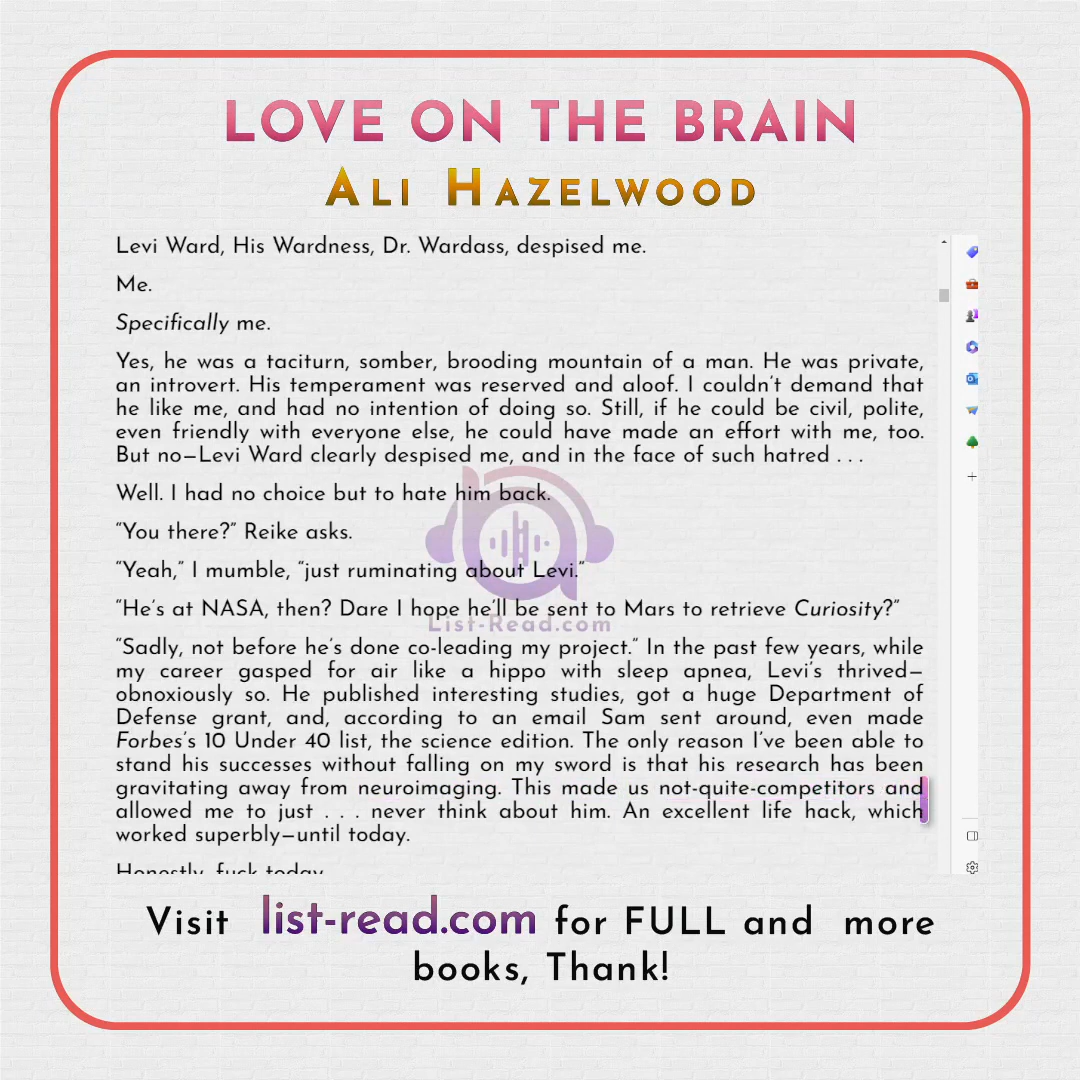 LOVE ON THE BRAIN
ALI HAZELWOOD
Levi Ward, His Wardness, Dr. Wardass, despised me.
Me.
Specifically me.
Yes, he was a taciturn, somber, brooding mountain of a man. He was private,
an introvert. His temperament was reserved and aloof. I couldn't demand that
he like me, and had no intention of doing so. Still, if he could be civil, polite,
even friendly with everyone else, he could have made an effort with me, too.
But no—Levi Ward clearly despised me, and in the face of such hatred . . .
Well. I had no choice but to hate him back.
“You there?” Reike asks.
“Yeah,” I mumble, “just ruminating about Levi.”
“He's at NASA, then? Dare I hope he'll be sent to Mars to retrieve Curiosity?”
List-Read.com
“Sadly, not before he's done co-leading my project.” In the past few years, while
my career gasped for air like a hippo with sleep apnea, Levi's thrived—
obnoxiously so. He published interesting studies, got a huge Department of
Defense grant, and, according to an email Sam sent around, even made
Forbes's 10 Under 40 list, the science edition. The only reason I've been able to
stand his successes without falling on my sword is that his research has been
gravitating away from neuroimaging. This made us not-quite-competitors and
allowed me to just . . . never think about him. An excellent life hack, which
worked superbly—until today.
Honestly, fuck today.
Visit list-read.com for FULL and more
books, Thank!